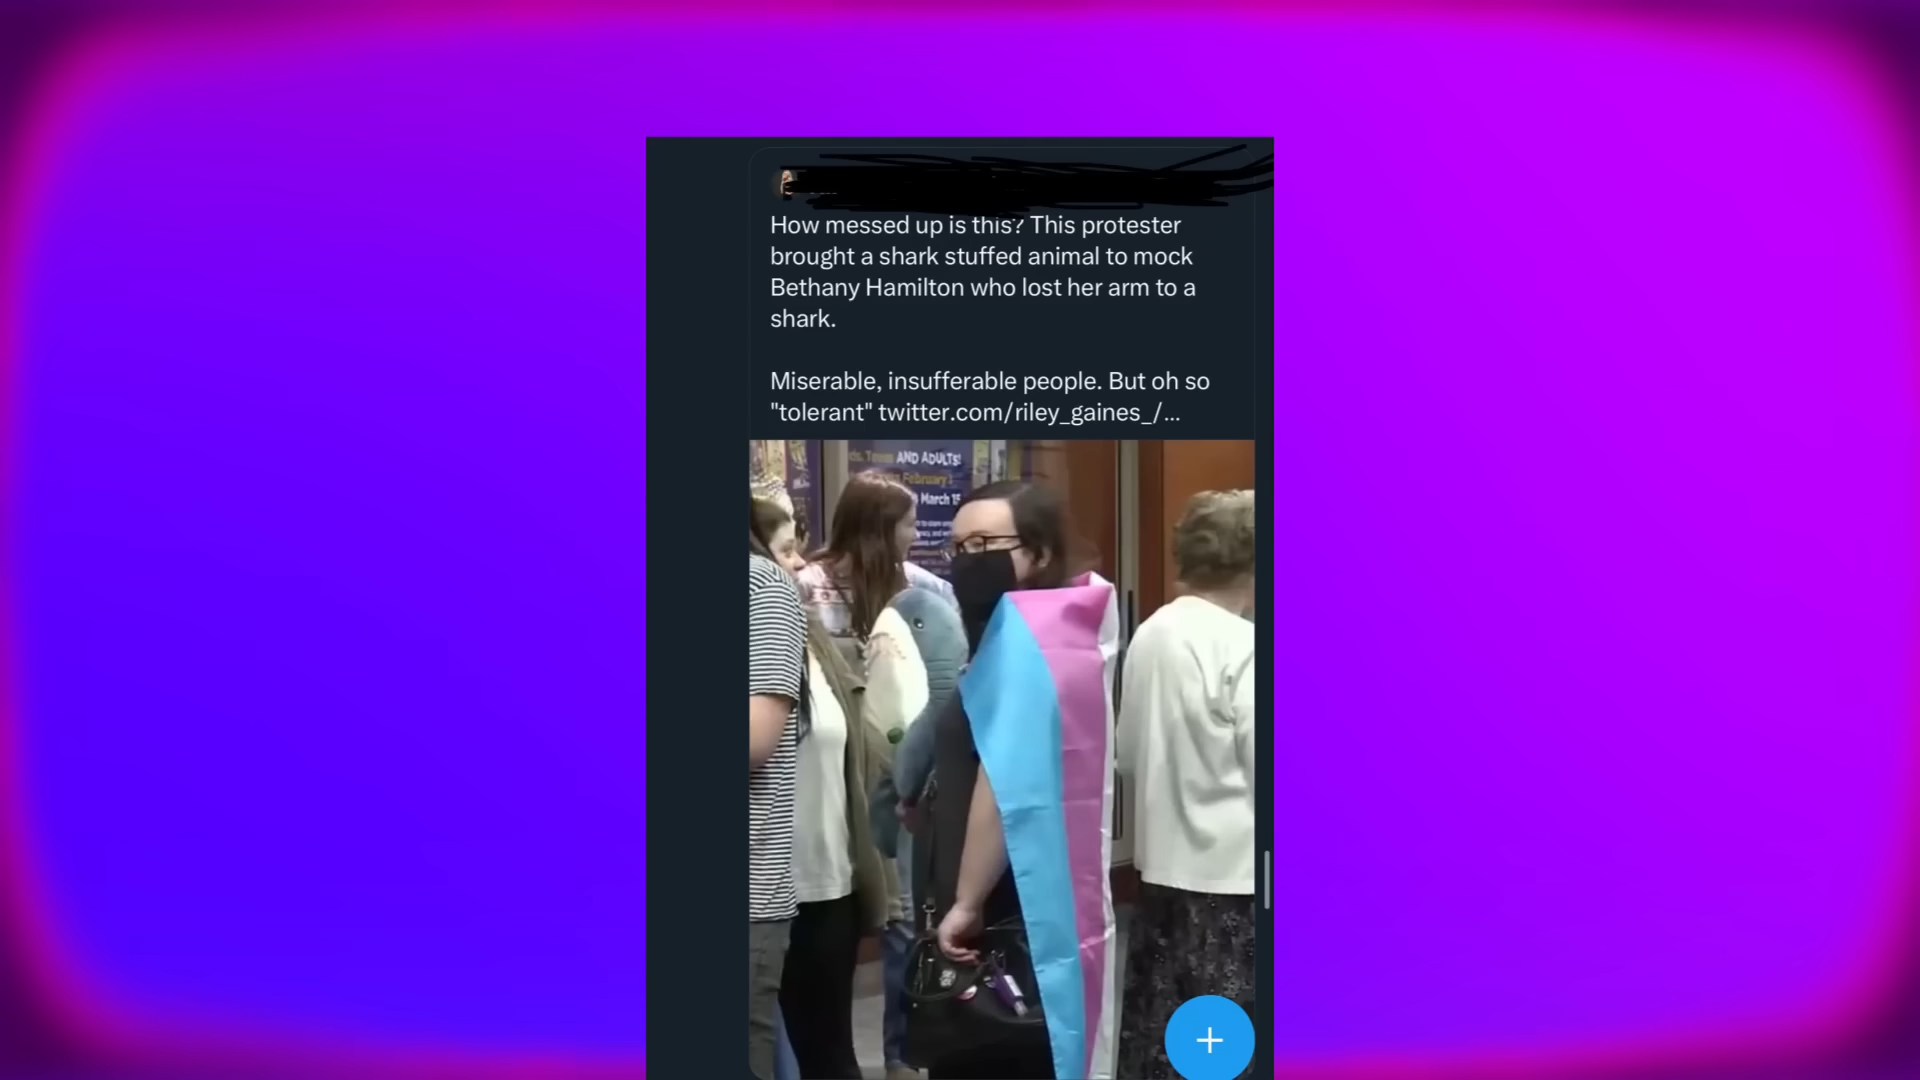 How messed up is this? This protester
brought a shark stuffed animal to mock
Bethany Hamilton who lost her arm to a
shark.
Miserable, insufferable people. But oh so
"tolerant" twitter.com/riley_gaines_/...
AND ADULTS!
February
March 15